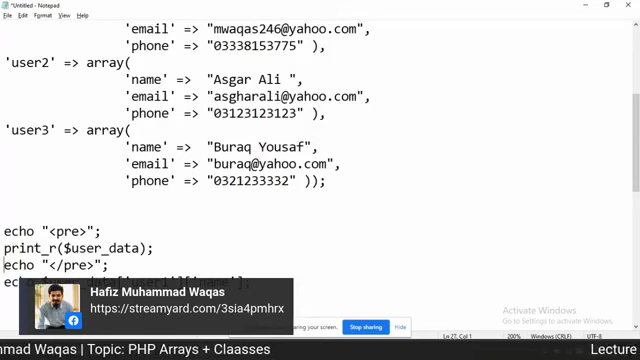 *Untitled - Notepad
File Edit Format View Help
'email' => "mwaqas246@yahoo.com",
'phone' => "03338153775" ),
'user2' => array(
'name' => "Asgar Ali ",
'email' => "asgharali@yahoo.com",
'phone' => "03123123123" ),
'user3' => array(
'name' => "Buraq Yousaf",
'email' => "buraq@yahoo.com",
'phone' => "0321233332" ));
echo "<pre>";
print_r($user_data);
echo "</pre>";
Hafiz Muhammad Waqas
https://streamyard.com/3sia4pmhrx
Stop sharing
Hide
Activate Windows
Go to Settings to activate Windows.
Ln 27, Col 1
200%
Windows (CRLF)
UTF-8
mmad Waqas | Topic: PHP Arrays + Claasses
Lecture